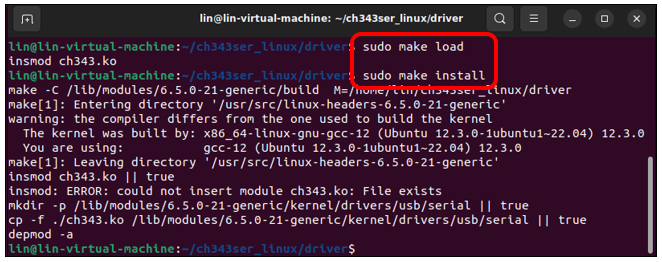 lin@lin-virtual-machine: ~/ch343ser_linux/driver
lin@lin-virtual-machine:~/ch343ser_linux/driver$ sudo make load
insmod ch343.ko
lin@lin-virtual-machine:~/ch343ser_linux/driver$ sudo make install
make -C /lib/modules/6.5.0-21-generic/build  M=/home/lin/ch343ser_linux/driver
make[1]: Entering directory '/usr/src/linux-headers-6.5.0-21-generic'
warning: the compiler differs from the one used to build the kernel
  The kernel was built by: x86_64-linux-gnu-gcc-12 (Ubuntu 12.3.0-1ubuntu1~22.04) 12.3.0
  You are using:           gcc-12 (Ubuntu 12.3.0-1ubuntu1~22.04) 12.3.0
make[1]: Leaving directory '/usr/src/linux-headers-6.5.0-21-generic'
insmod ch343.ko || true
insmod: ERROR: could not insert module ch343.ko: File exists
mkdir -p /lib/modules/6.5.0-21-generic/kernel/drivers/usb/serial || true
cp -f ./ch343.ko /lib/modules/6.5.0-21-generic/kernel/drivers/usb/serial || true
depmod -a
lin@lin-virtual-machine:~/ch343ser_linux/driver$